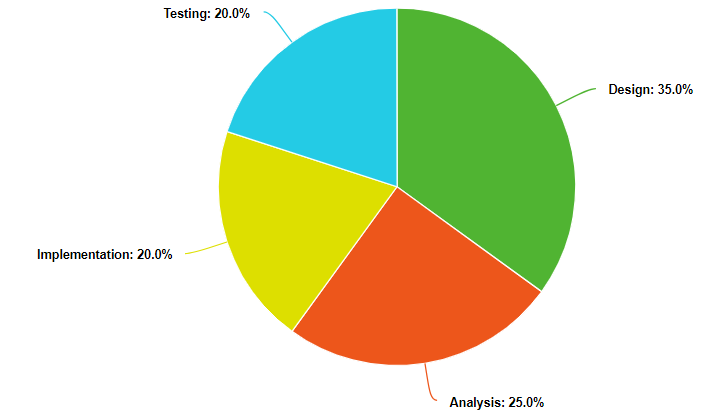 Testing: 20.0%
Design: 35.0%
Implementation: 20.0%
Analysis: 25.0%